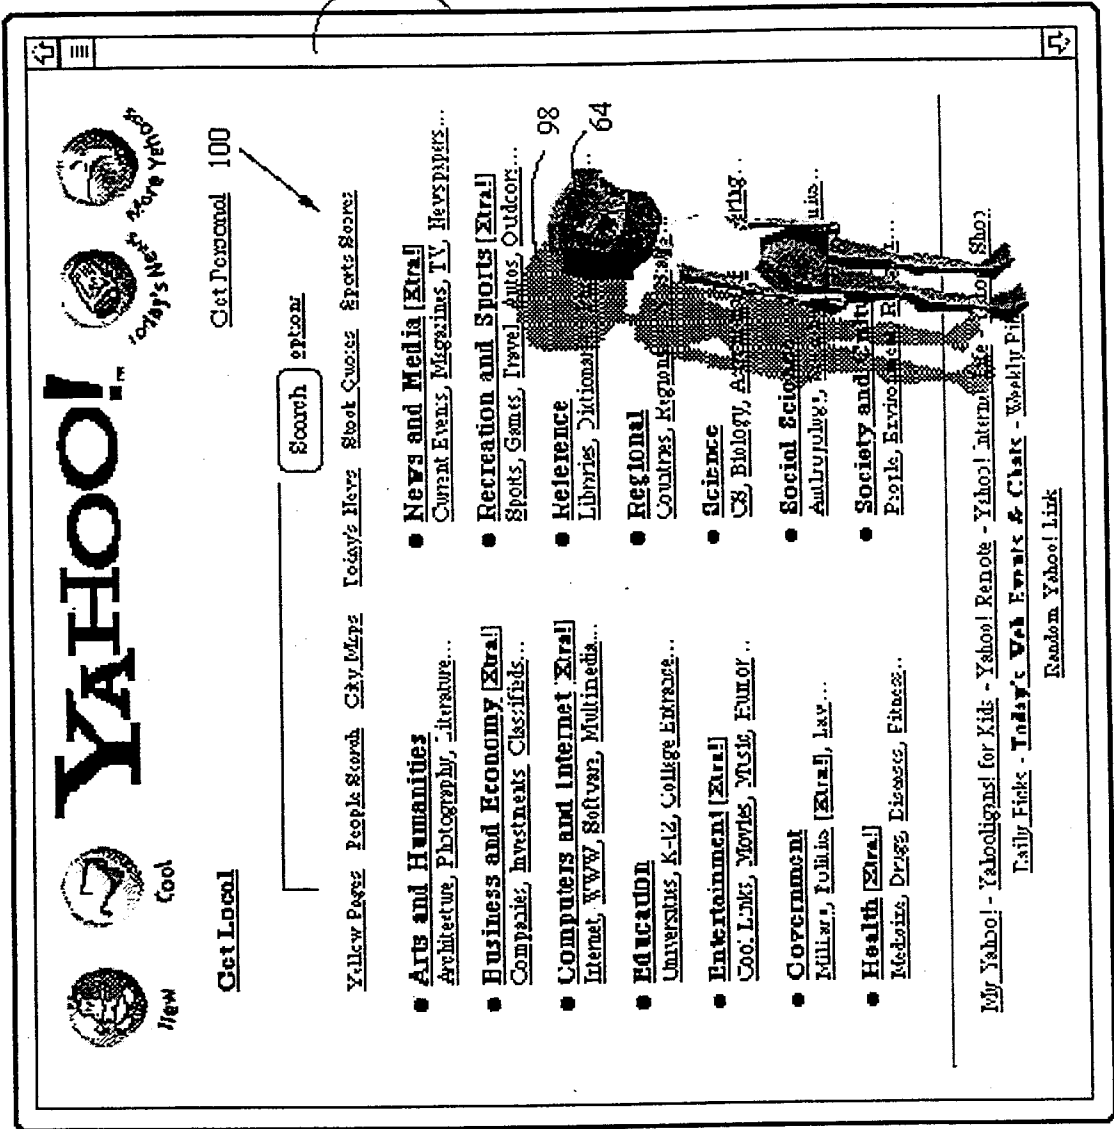 New
Cool
YAHOO!
Today's News
More Yahoos
Get Local
Get Personal
100
Search
options
Yellow Pages People Search City Maps Today's News Stock Quotes Sports Scores
Arts and Humanities
Architecture, Photography, Literature...
Business and Economy [Xtra!]
Companies, Investments, Classifieds...
Computers and Internet [Xtra!]
Internet, WWW, Software, Multimedia...
Education
Universities, K-12, College Entrance...
Entertainment [Xtra!]
Cool Links, Movies, Music, Humor...
Government
Military, Politics [Xtra!], Law...
Health [Xtra!]
Medicine, Drugs, Diseases, Fitness...
News and Media [Xtra!]
Current Events, Magazines, TV, Newspapers...
Recreation and Sports [Xtra!]
Sports, Games, Travel, Autos, Outdoors...
98
64
Reference
Libraries, Dictionar
Regional
Countries, Regions
Science
CS, Biology, A
Social Scienc
Anthropology,
Society and Cultu
People, Environment, R
My Yahoo! - Yahooligans! for Kids - Yahoo! Remote - Yahoo! Internet Life Shop
Daily Picks - Today's Web Events & Chats - Weekly Pi
Random Yahoo! Link